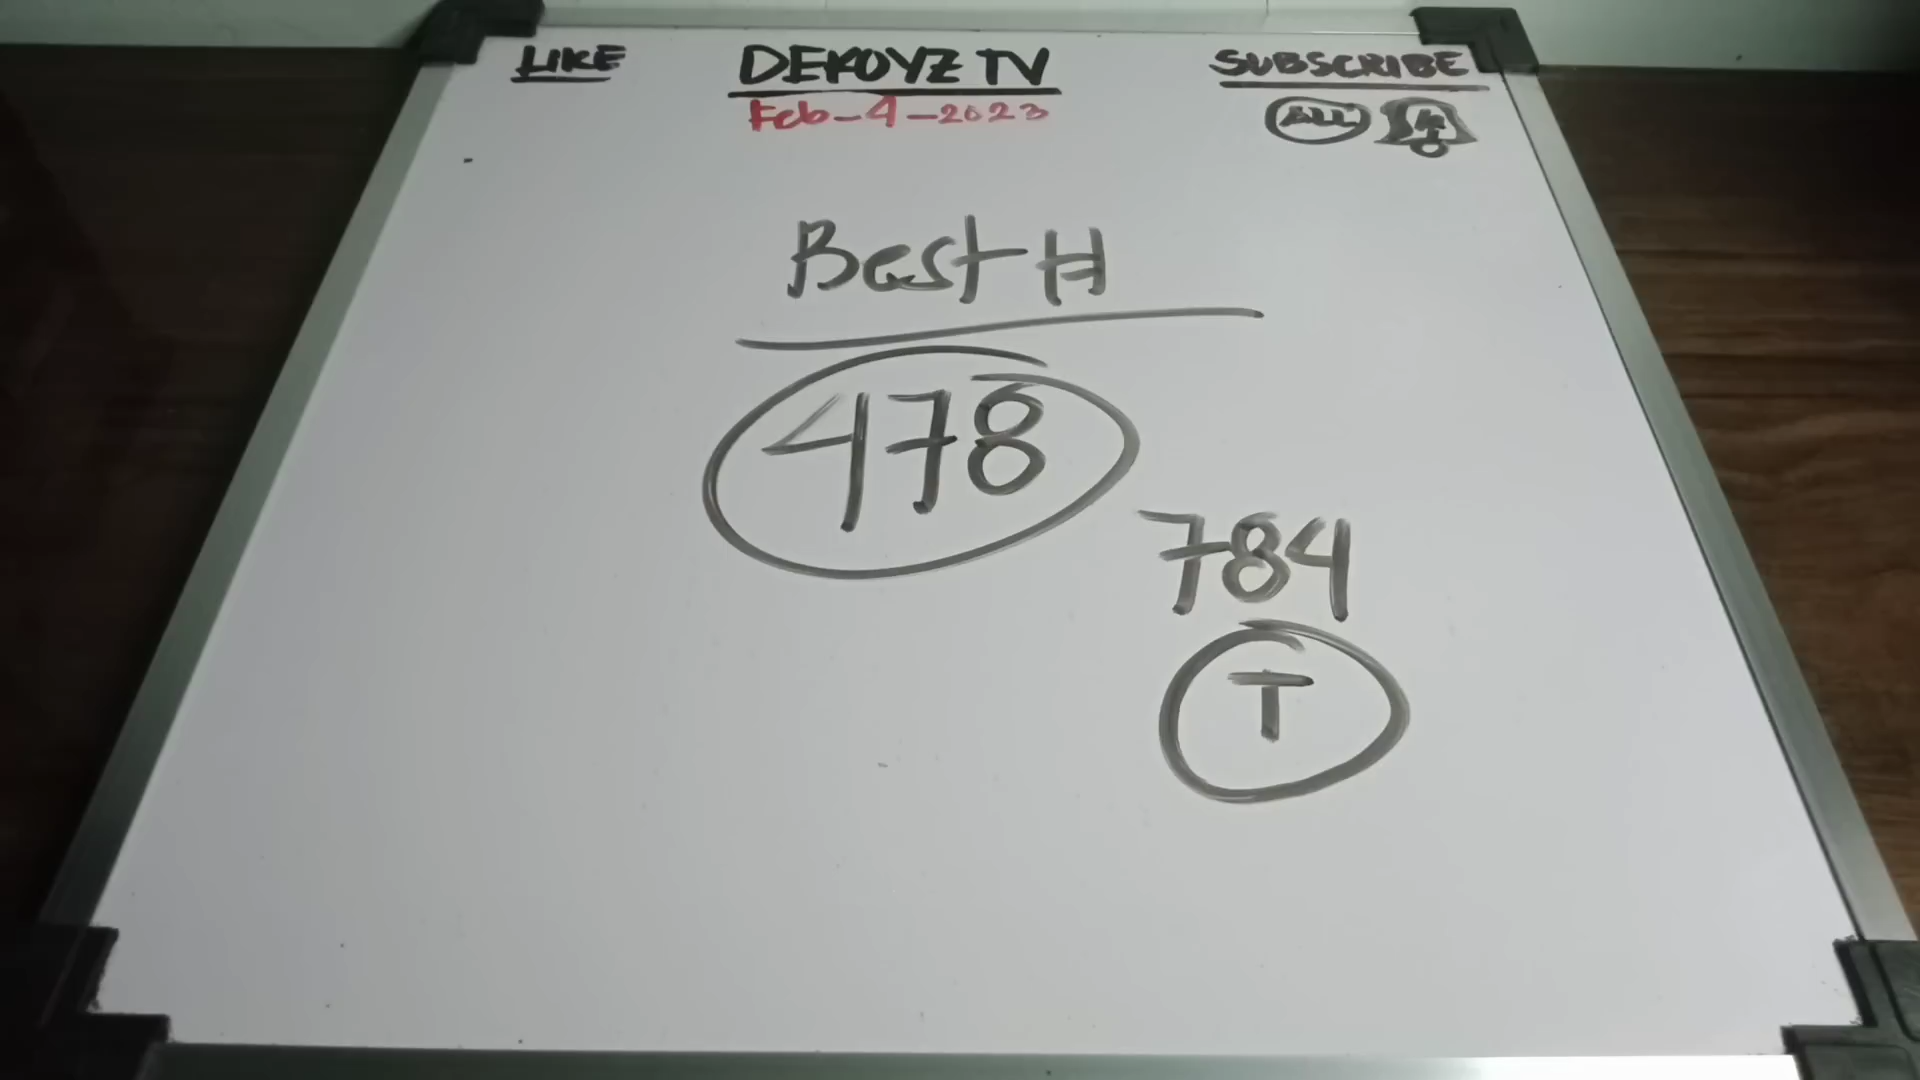 LIKE DEKOYZ TV SUBSCRIBE
Feb-4-2023 ALL
Best #
478
784
T